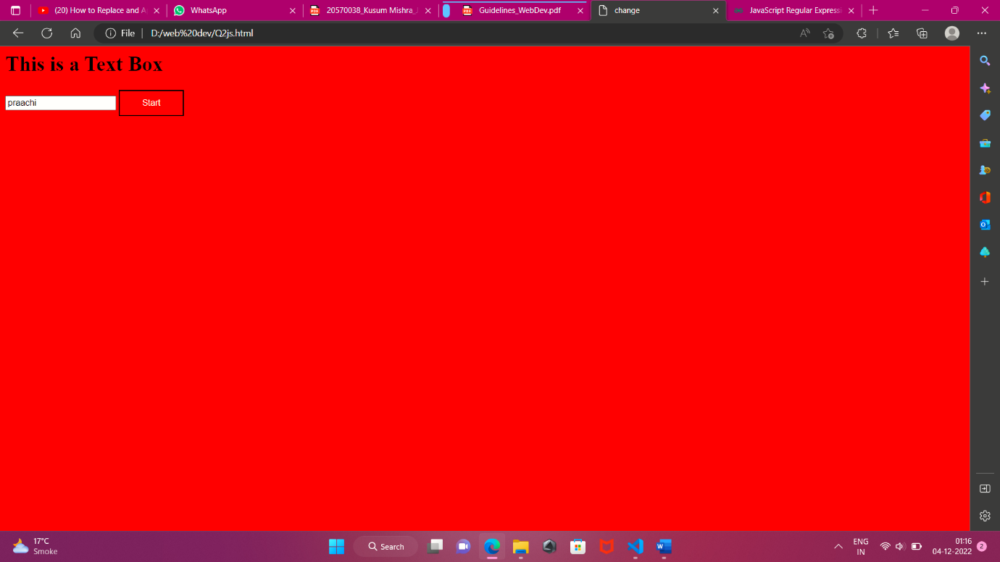 (20) How to Replace and A
WhatsApp
20570038_Kusum Mishra_
Guidelines_WebDev.pdf
change
JavaScript Regular Express
File
D:/web%20dev/Q2js.html
This is a Text Box
praachi
Start
17°C
Smoke
Search
ENG
IN
01:16
04-12-2022
2